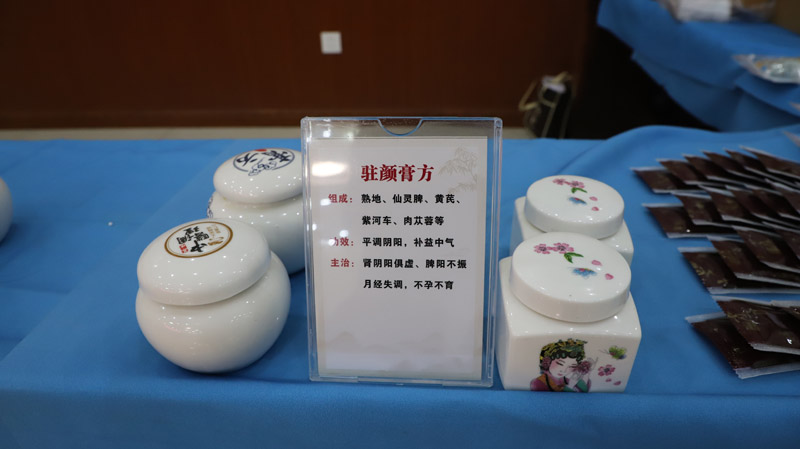 驻颜膏方
组成：熟地、仙灵脾、黄芪、
紫河车、肉苁蓉等
功效：平调阴阳，补益中气
主治：肾阴阳俱虚、脾阳不振
月经失调，不孕不育